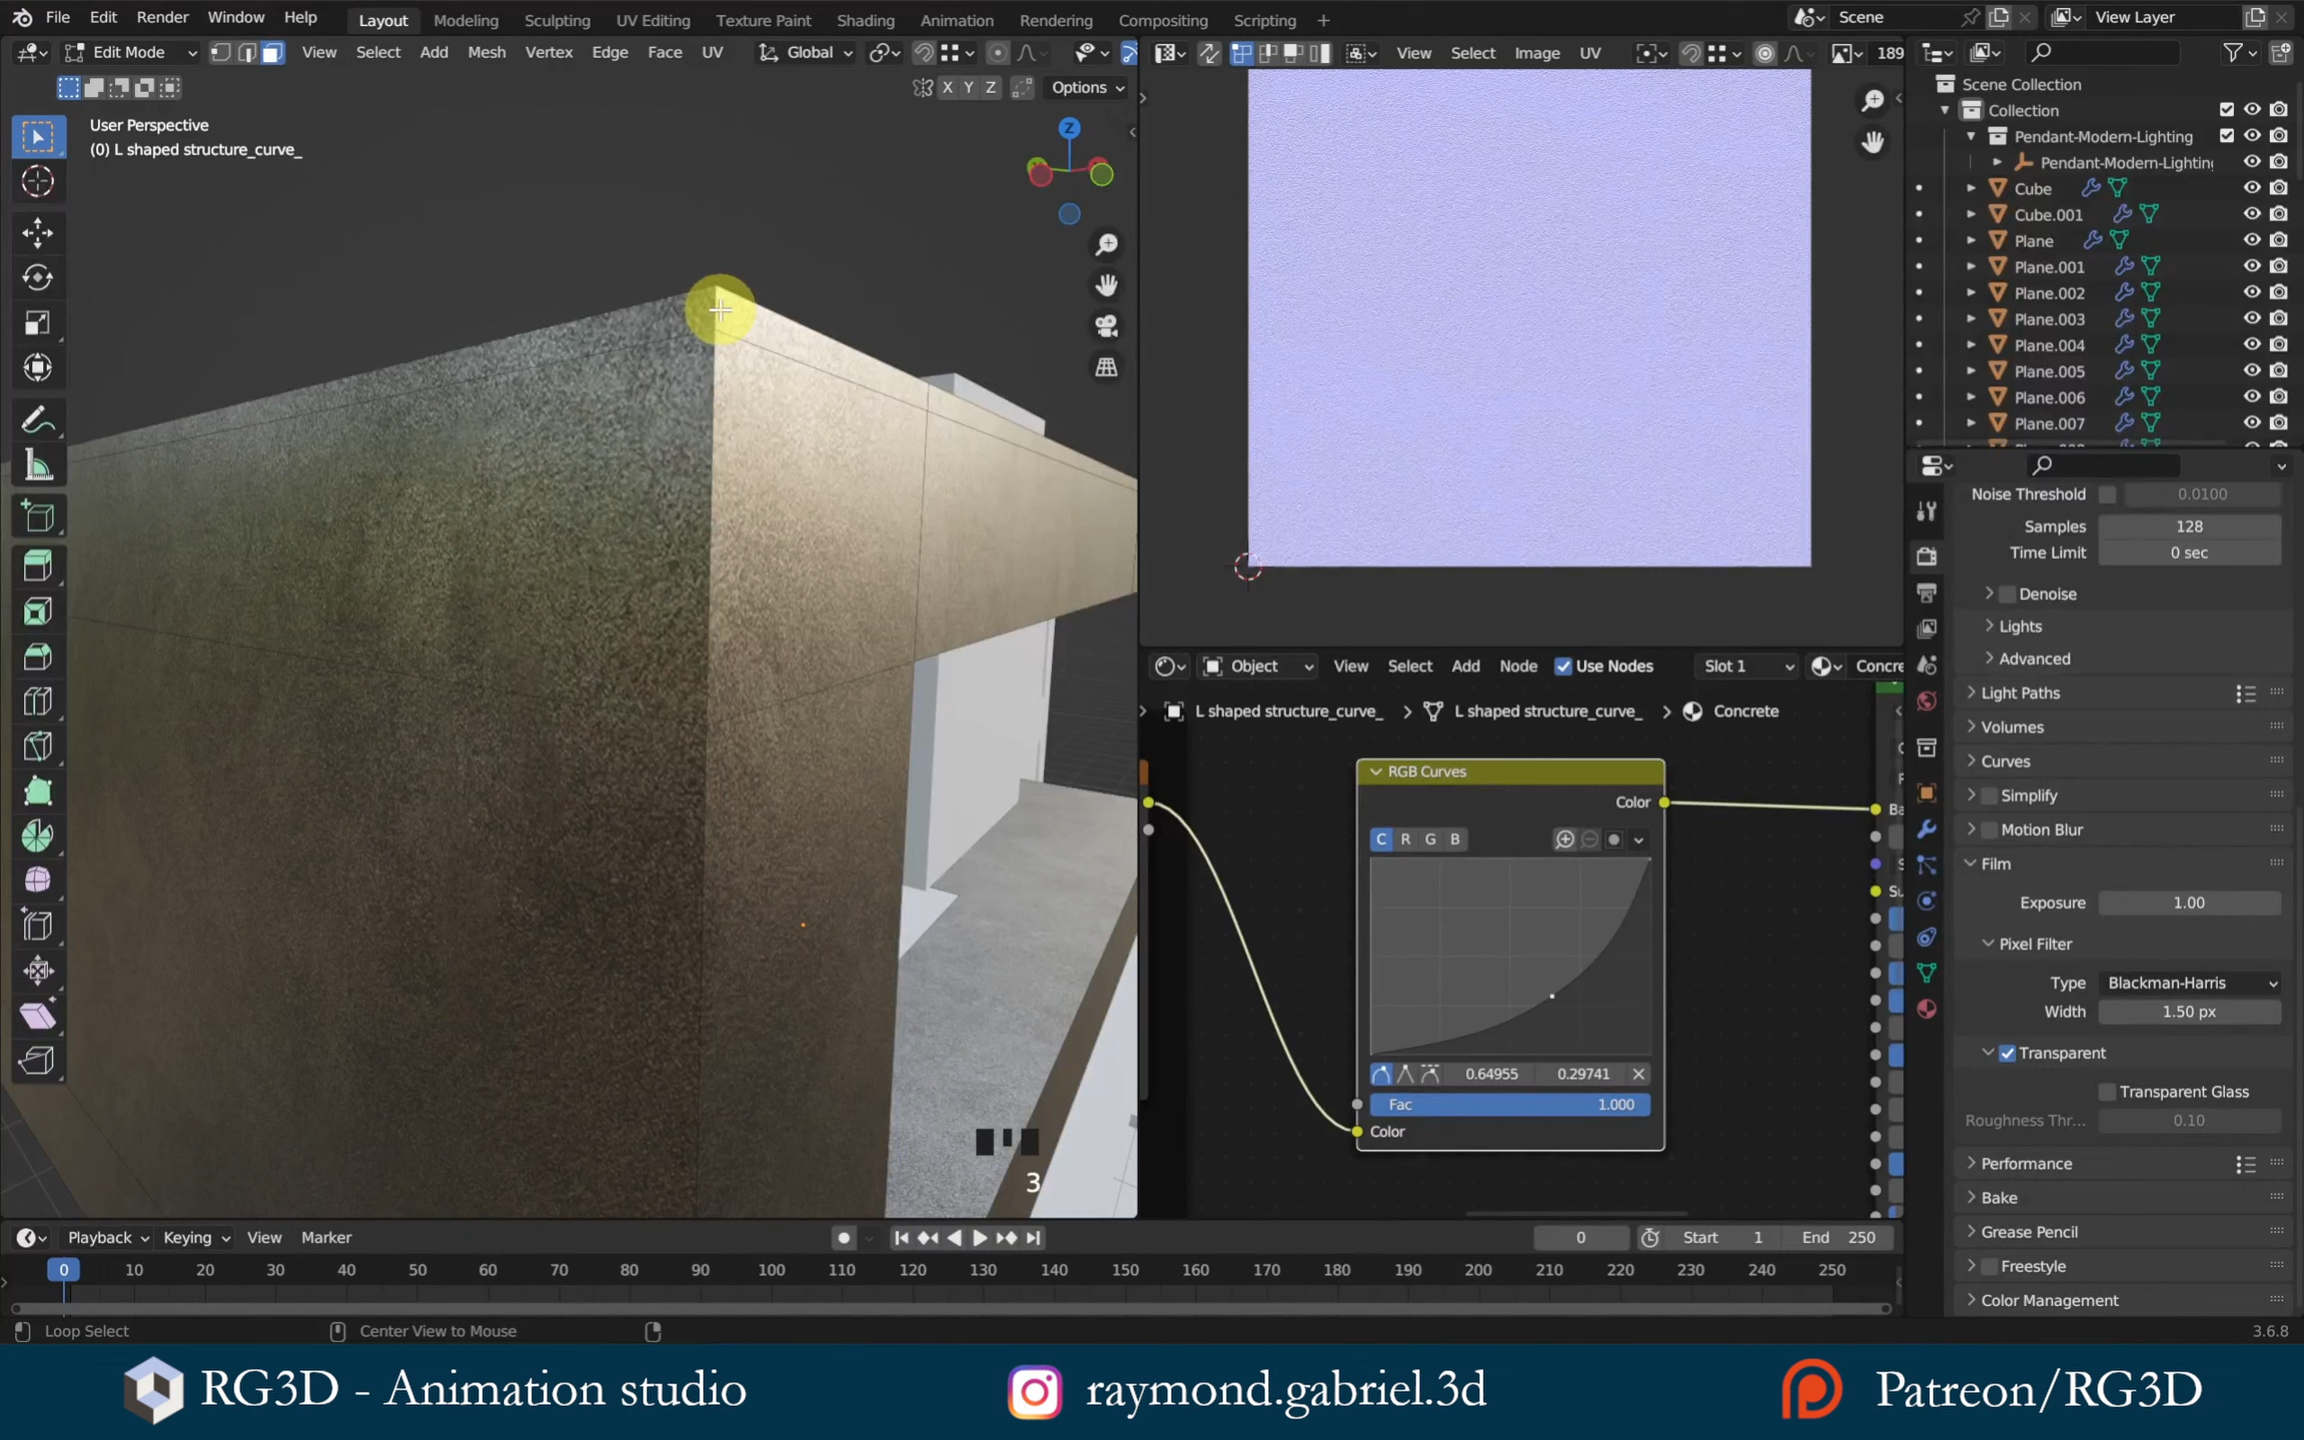 File Edit Render Window Help Layout Modeling Sculpting UV Editing Texture Paint Shading Animation Rendering Compositing Scripting +
Scene View Layer
Edit Mode View Select Add Mesh Vertex Edge Face UV Global
View Select Image UV 189
X Y Z Options
User Perspective
(0) L shaped structure_curve_
Z
Scene Collection
Collection
Pendant-Modern-Lighting
Pendant-Modern-Lighting
Cube
Cube.001
Plane
Plane.001
Plane.002
Plane.003
Plane.004
Plane.005
Plane.006
Plane.007
Noise Threshold 0.0100
Samples 128
Time Limit 0 sec
Denoise
Lights
Advanced
Light Paths
Volumes
Curves
Simplify
Motion Blur
Film
Exposure 1.00
Pixel Filter
Type Blackman-Harris
Width 1.50 px
Transparent
Transparent Glass
Roughness Thr... 0.10
Performance
Bake
Grease Pencil
Freestyle
Color Management
Object View Select Add Node Use Nodes Slot 1 Concre
L shaped structure_curve_ > L shaped structure_curve_ > Concrete
RGB Curves
Color
C R G B
0.64955 0.29741
Fac 1.000
Color
Ba
Su
3
Playback Keying View Marker
0 Start 1 End 250
0 10 20 30 40 50 60 70 80 90 100 110 120 130 140 150 160 170 180 190 200 210 220 230 240 250
Loop Select Center View to Mouse 3.6.8
RG3D - Animation studio raymond.gabriel.3d Patreon/RG3D